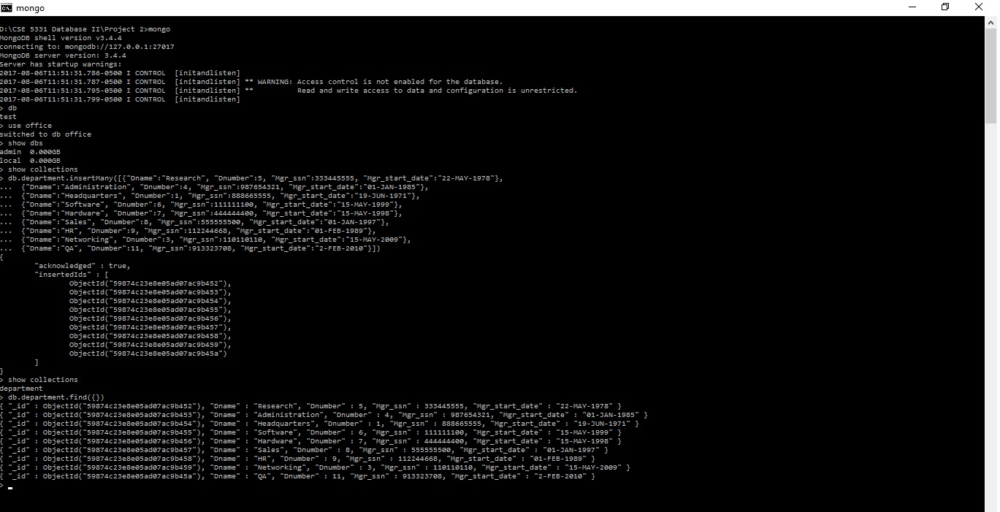 mongo
D:\CSE 5331 Database II\Project 2>mongo
MongoDB shell version v3.4.4
connecting to: mongodb://127.0.0.1:27017
MongoDB server version: 3.4.4
Server has startup warnings:
2017-08-06T11:51:31.786-0500 I CONTROL  [initandlisten]
2017-08-06T11:51:31.787-0500 I CONTROL  [initandlisten] ** WARNING: Access control is not enabled for the database.
2017-08-06T11:51:31.795-0500 I CONTROL  [initandlisten] **          Read and write access to data and configuration is unrestricted.
2017-08-06T11:51:31.799-0500 I CONTROL  [initandlisten]
> db
test
> use office
switched to db office
> show dbs
admin  0.000GB
local  0.000GB
> show collections
> db.department.insertMany([{"Dname":"Research", "Dnumber":5, "Mgr_ssn":333445555, "Mgr_start_date":"22-MAY-1978"},
...  {"Dname":"Administration", "Dnumber":4, "Mgr_ssn":987654321, "Mgr_start_date":"01-JAN-1985"},
...  {"Dname":"Headquarters", "Dnumber":1, "Mgr_ssn":888665555, "Mgr_start_date":"19-JUN-1971"},
...  {"Dname":"Software", "Dnumber":6, "Mgr_ssn":111111100, "Mgr_start_date":"15-MAY-1999"},
...  {"Dname":"Hardware", "Dnumber":7, "Mgr_ssn":444444400, "Mgr_start_date":"15-MAY-1998"},
...  {"Dname":"Sales", "Dnumber":8, "Mgr_ssn":555555500, "Mgr_start_date":"01-JAN-1997"},
...  {"Dname":"HR", "Dnumber":9, "Mgr_ssn":112244668, "Mgr_start_date":"01-FEB-1989"},
...  {"Dname":"Networking", "Dnumber":3, "Mgr_ssn":110110110, "Mgr_start_date":"15-MAY-2009"},
...  {"Dname":"QA", "Dnumber":11, "Mgr_ssn":913323708, "Mgr_start_date":"2-FEB-2010"}])
{
"acknowledged" : true,
"insertedIds" : [
ObjectId("59874c23e8e05ad07ac9b452"),
ObjectId("59874c23e8e05ad07ac9b453"),
ObjectId("59874c23e8e05ad07ac9b454"),
ObjectId("59874c23e8e05ad07ac9b455"),
ObjectId("59874c23e8e05ad07ac9b456"),
ObjectId("59874c23e8e05ad07ac9b457"),
ObjectId("59874c23e8e05ad07ac9b458"),
ObjectId("59874c23e8e05ad07ac9b459"),
ObjectId("59874c23e8e05ad07ac9b45a")
]
}
> show collections
department
> db.department.find({})
{ "_id" : ObjectId("59874c23e8e05ad07ac9b452"), "Dname" : "Research", "Dnumber" : 5, "Mgr_ssn" : 333445555, "Mgr_start_date" : "22-MAY-1978" }
{ "_id" : ObjectId("59874c23e8e05ad07ac9b453"), "Dname" : "Administration", "Dnumber" : 4, "Mgr_ssn" : 987654321, "Mgr_start_date" : "01-JAN-1985" }
{ "_id" : ObjectId("59874c23e8e05ad07ac9b454"), "Dname" : "Headquarters", "Dnumber" : 1, "Mgr_ssn" : 888665555, "Mgr_start_date" : "19-JUN-1971" }
{ "_id" : ObjectId("59874c23e8e05ad07ac9b455"), "Dname" : "Software", "Dnumber" : 6, "Mgr_ssn" : 111111100, "Mgr_start_date" : "15-MAY-1999" }
{ "_id" : ObjectId("59874c23e8e05ad07ac9b456"), "Dname" : "Hardware", "Dnumber" : 7, "Mgr_ssn" : 444444400, "Mgr_start_date" : "15-MAY-1998" }
{ "_id" : ObjectId("59874c23e8e05ad07ac9b457"), "Dname" : "Sales", "Dnumber" : 8, "Mgr_ssn" : 555555500, "Mgr_start_date" : "01-JAN-1997" }
{ "_id" : ObjectId("59874c23e8e05ad07ac9b458"), "Dname" : "HR", "Dnumber" : 9, "Mgr_ssn" : 112244668, "Mgr_start_date" : "01-FEB-1989" }
{ "_id" : ObjectId("59874c23e8e05ad07ac9b459"), "Dname" : "Networking", "Dnumber" : 3, "Mgr_ssn" : 110110110, "Mgr_start_date" : "15-MAY-2009" }
{ "_id" : ObjectId("59874c23e8e05ad07ac9b45a"), "Dname" : "QA", "Dnumber" : 11, "Mgr_ssn" : 913323708, "Mgr_start_date" : "2-FEB-2010" }
> _